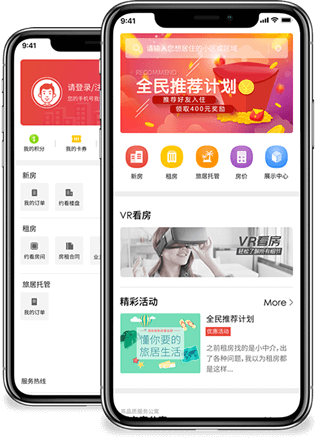 9:41
请登录/注
您的手机号我
我的积分
我的卡券
新房
我的订单
约看楼盘
租房
约看房间
房租合同
旅居托管
我的订单
服务热线
9:41
请输入您想居住的小区或区域
RECOMMEND
全民推荐计划
推荐好友入住
领取400元奖励
新房
租房
旅居托管
房价
展示中心
VR看房
VR看房
轻松了解所有细节
精彩活动
More >
懂你要的
旅居生活
全民推荐计划
优惠活动
之前租房找的是小中介,出
了各种问题,我以为租房都
是这样...